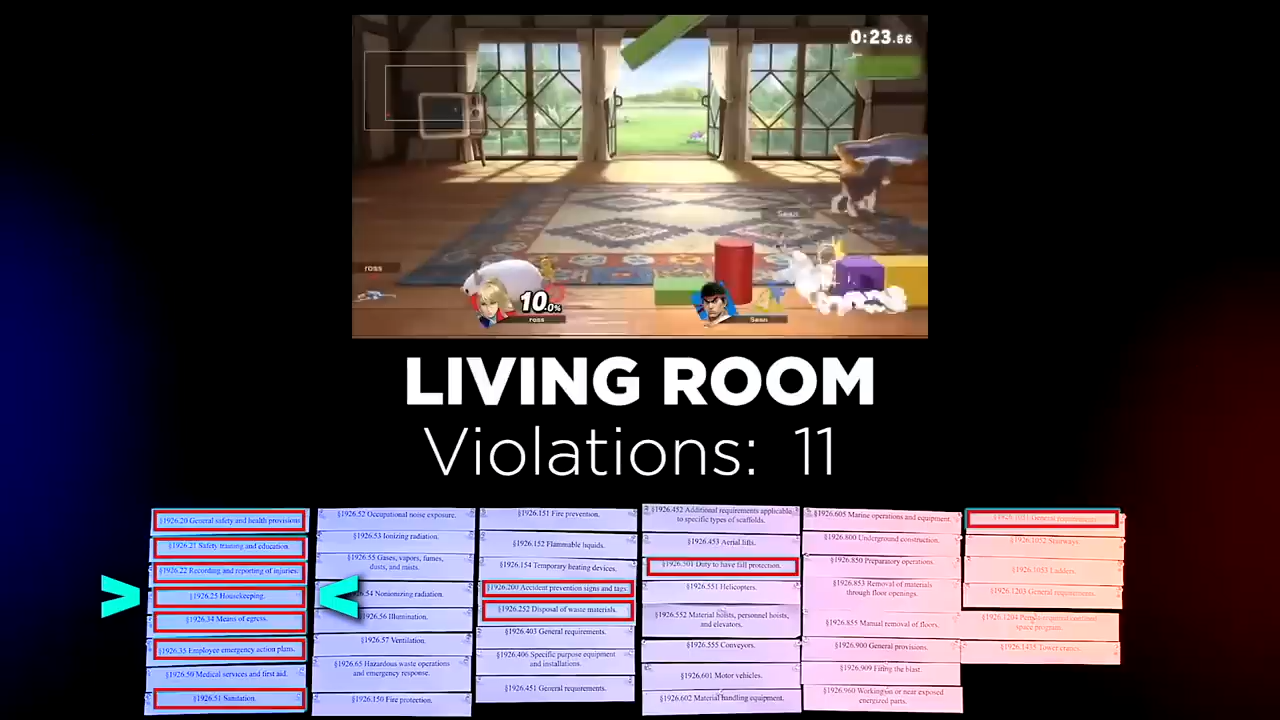 0:23.66
Sean
ross
10.0%
ross
Sean
LIVING ROOM
Violations: 11
§1926.20 General safety and health provisions
§1926.21 Safety training and education.
§1926.22 Recording and reporting of injuries.
§1926.25 Housekeeping.
§1926.34 Means of egress.
§1926.35 Employee emergency action plans.
§1926.50 Medical services and first aid.
§1926.51 Sanitation.
§1926.52 Occupational noise exposure.
§1926.53 Ionizing radiation.
§1926.55 Gases, vapors, fumes,
dusts, and mists.
§1926.54 Nonionizing radiation.
§1926.56 Illumination.
§1926.57 Ventilation.
§1926.65 Hazardous waste operations
and emergency response.
§1926.150 Fire protection.
§1926.151 Fire prevention.
§1926.152 Flammable liquids.
§1926.154 Temporary heating devices.
§1926.200 Accident prevention signs and tags.
§1926.252 Disposal of waste materials.
§1926.403 General requirements.
§1926.406 Specific purpose equipment
and installations.
§1926.451 General requirements.
§1926.452 Additional requirements applicable
to specific types of scaffolds.
§1926.453 Aerial lifts.
§1926.501 Duty to have fall protection.
§1926.551 Helicopters.
§1926.552 Material hoists, personnel hoists,
and elevators.
§1926.555 Conveyors.
§1926.601 Motor vehicles.
§1926.602 Material handling equipment.
§1926.605 Marine operations and equipment.
§1926.800 Underground construction.
§1926.850 Preparatory operations.
§1926.853 Removal of materials
through floor openings.
§1926.855 Manual removal of floors.
§1926.900 General provisions.
§1926.909 Firing the blast.
§1926.960 Working on or near exposed
energized parts.
§1926.1051 General requirements.
§1926.1052 Stairways.
§1926.1053 Ladders.
§1926.1203 General requirements.
§1926.1204 Permit-required confined
space program.
§1926.1435 Tower cranes.